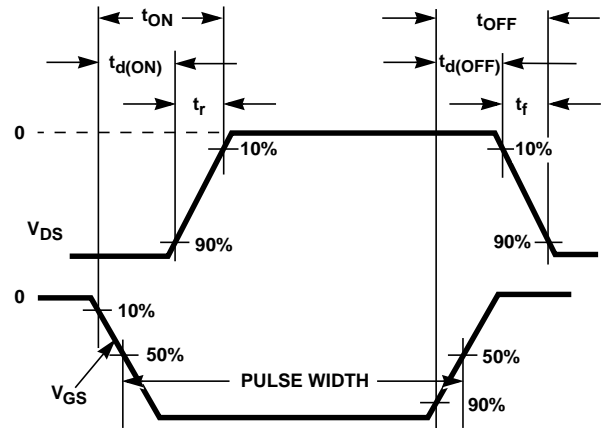 tON
tOFF
td(ON)
td(OFF)
tr
tf
0
10%
10%
VDS
90%
90%
0
10%
50%
50%
VGS
PULSE WIDTH
90%